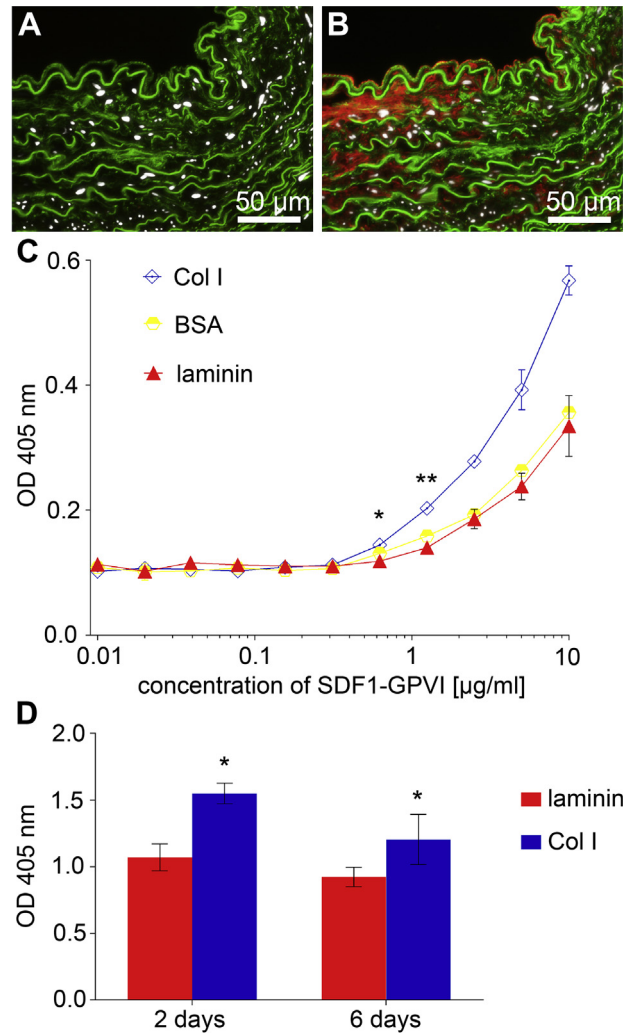 A
50 µm
B
50 µm
C
0.6
0.4
0.2
0.0
OD 405 nm
Col I
BSA
laminin
*
**
0.01
0.1
1
10
concentration of SDF1-GPVI [µg/ml]
D
2.0
1.5
1.0
0.5
0.0
OD 405 nm
*
*
laminin
Col I
2 days
6 days